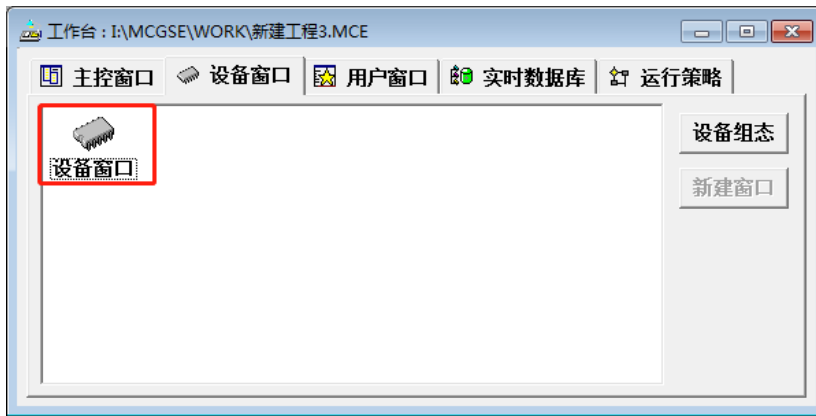 工作台 : I:\MCGSE\WORK\新建工程3.MCE
主控窗口 设备窗口 用户窗口 实时数据库 运行策略
设备窗口
设备组态
新建窗口